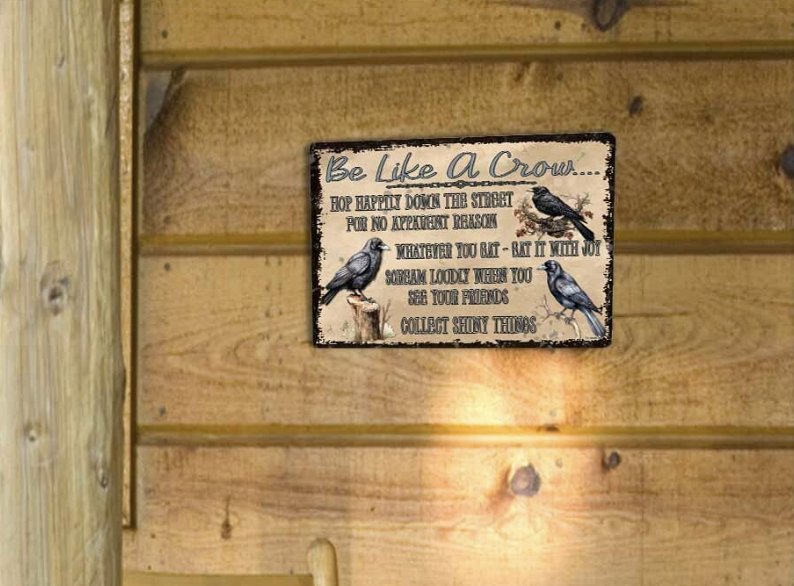 Be Like A Crow....
HOP HAPPILY DOWN THE STREET
FOR NO APPARENT REASON
WHATEVER YOU EAT - EAT IT WITH JOY
SCREAM LOUDLY WHEN YOU
SEE YOUR FRIENDS
COLLECT SHINY THINGS